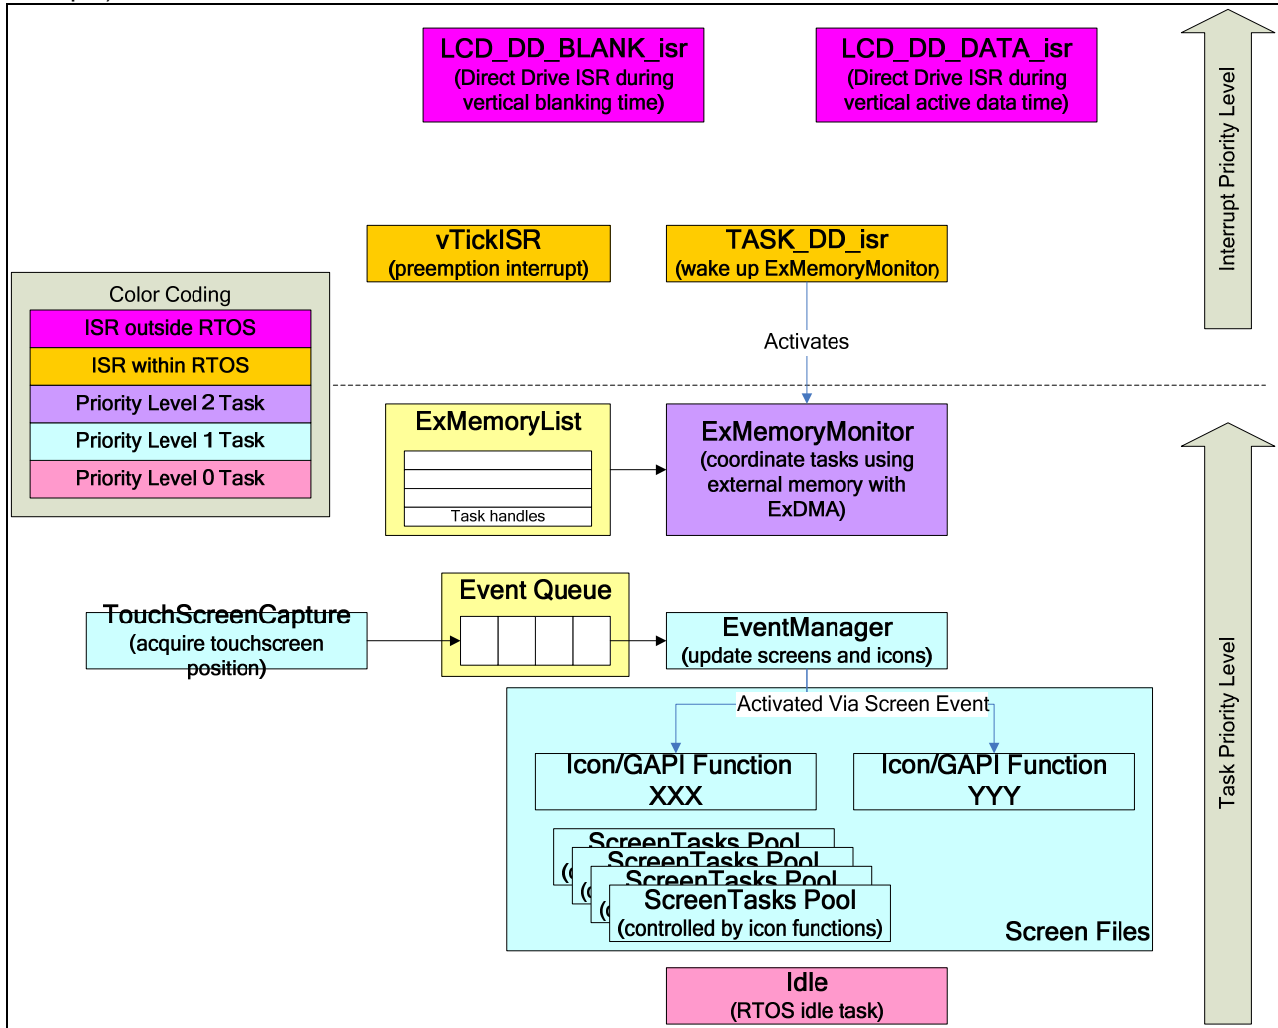 LCD_DD_BLANK_isr
(Direct Drive ISR during
vertical blanking time)
LCD_DD_DATA_isr
(Direct Drive ISR during
vertical active data time)
Interrupt Priority Level
vTickISR
(preemption interrupt)
TASK_DD_isr
(wake up ExMemoryMonitor)
Activates
Color Coding
ISR outside RTOS
ISR within RTOS
Priority Level 2 Task
Priority Level 1 Task
Priority Level 0 Task
ExMemoryList
Task handles
ExMemoryMonitor
(coordinate tasks using
external memory with
ExDMA)
Task Priority Level
TouchScreenCapture
(acquire touchscreen
position)
Event Queue
EventManager
(update screens and icons)
Activated Via Screen Event
Icon/GAPI Function
XXX
Icon/GAPI Function
YYY
ScreenTasks Pool
ScreenTasks Pool
ScreenTasks Pool
ScreenTasks Pool
(controlled by icon functions)
Screen Files
Idle
(RTOS idle task)